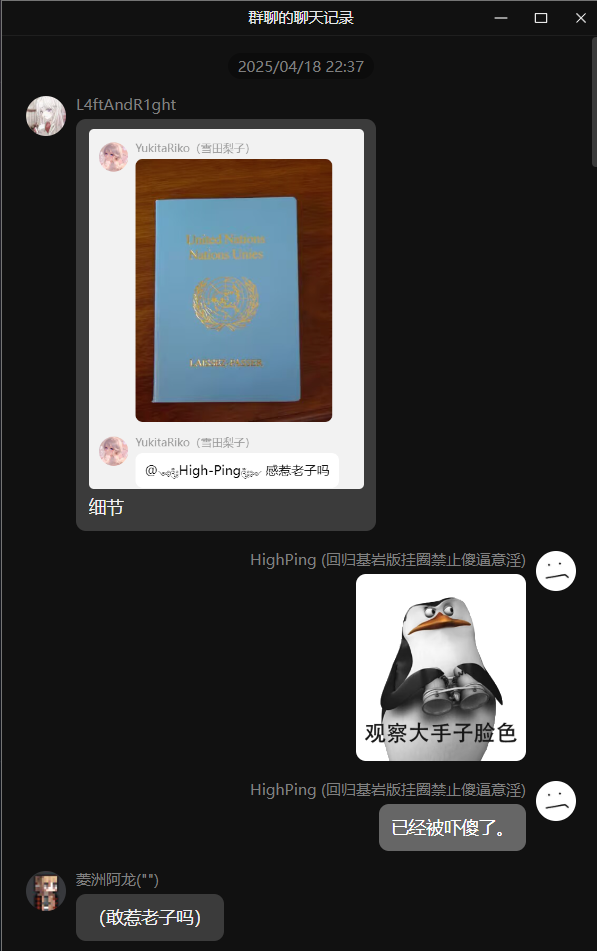 群聊的聊天记录
2025/04/18 22:37
L4ftAndR1ght
YukitaRiko（雪田梨子）
United Nations
Nations Unies
LAISSEZ-PASSER
YukitaRiko（雪田梨子）
@ High-Ping 感惹老子吗
细节
HighPing (回归基岩版挂圈禁止傻逼意淫)
观察大手子脸色
HighPing (回归基岩版挂圈禁止傻逼意淫)
已经被吓傻了。
菱洲阿龙("")
（敢惹老子吗）